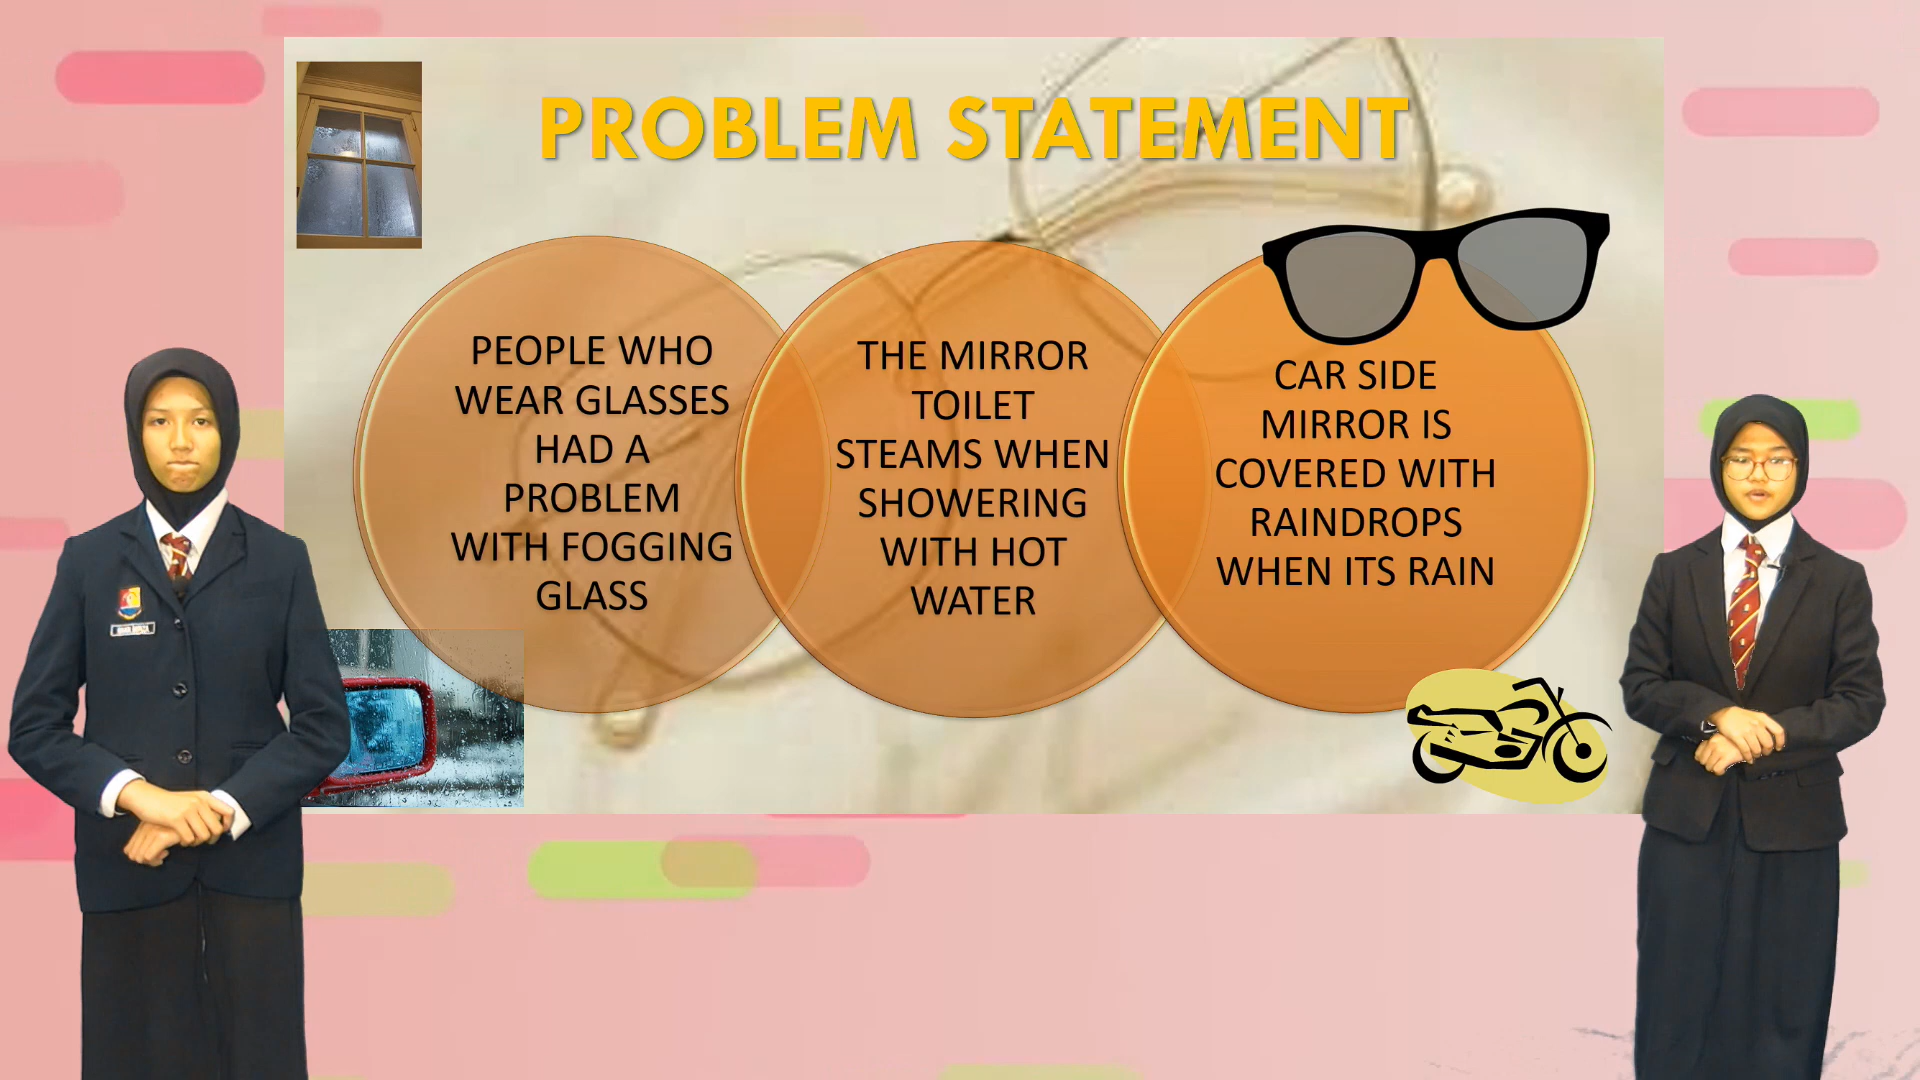 PROBLEM STATEMENT
PEOPLE WHO
WEAR GLASSES
HAD A
PROBLEM
WITH FOGGING
GLASS
THE MIRROR
TOILET
STEAMS WHEN
SHOWERING
WITH HOT
WATER
CAR SIDE
MIRROR IS
COVERED WITH
RAINDROPS
WHEN ITS RAIN